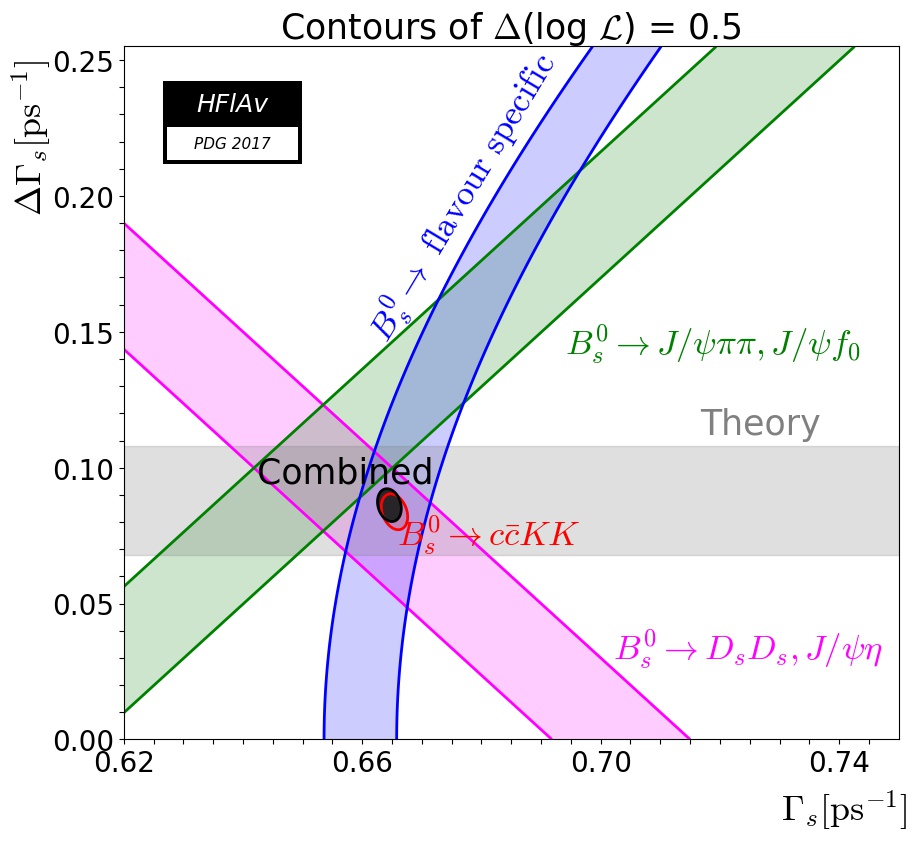 Contours of Δ(log ℒ) = 0.5
ΔΓₛ[ps⁻¹]
0.25
0.20
0.15
0.10
0.05
0.00
HFlAv
PDG 2017
B⁰ₛ → flavour specific
B⁰ₛ → J/ψππ, J/ψf₀
Theory
Combined
B⁰ₛ → cc̄KK
B⁰ₛ → DₛDₛ, J/ψη
0.62 0.66 0.70 0.74
Γₛ[ps⁻¹]